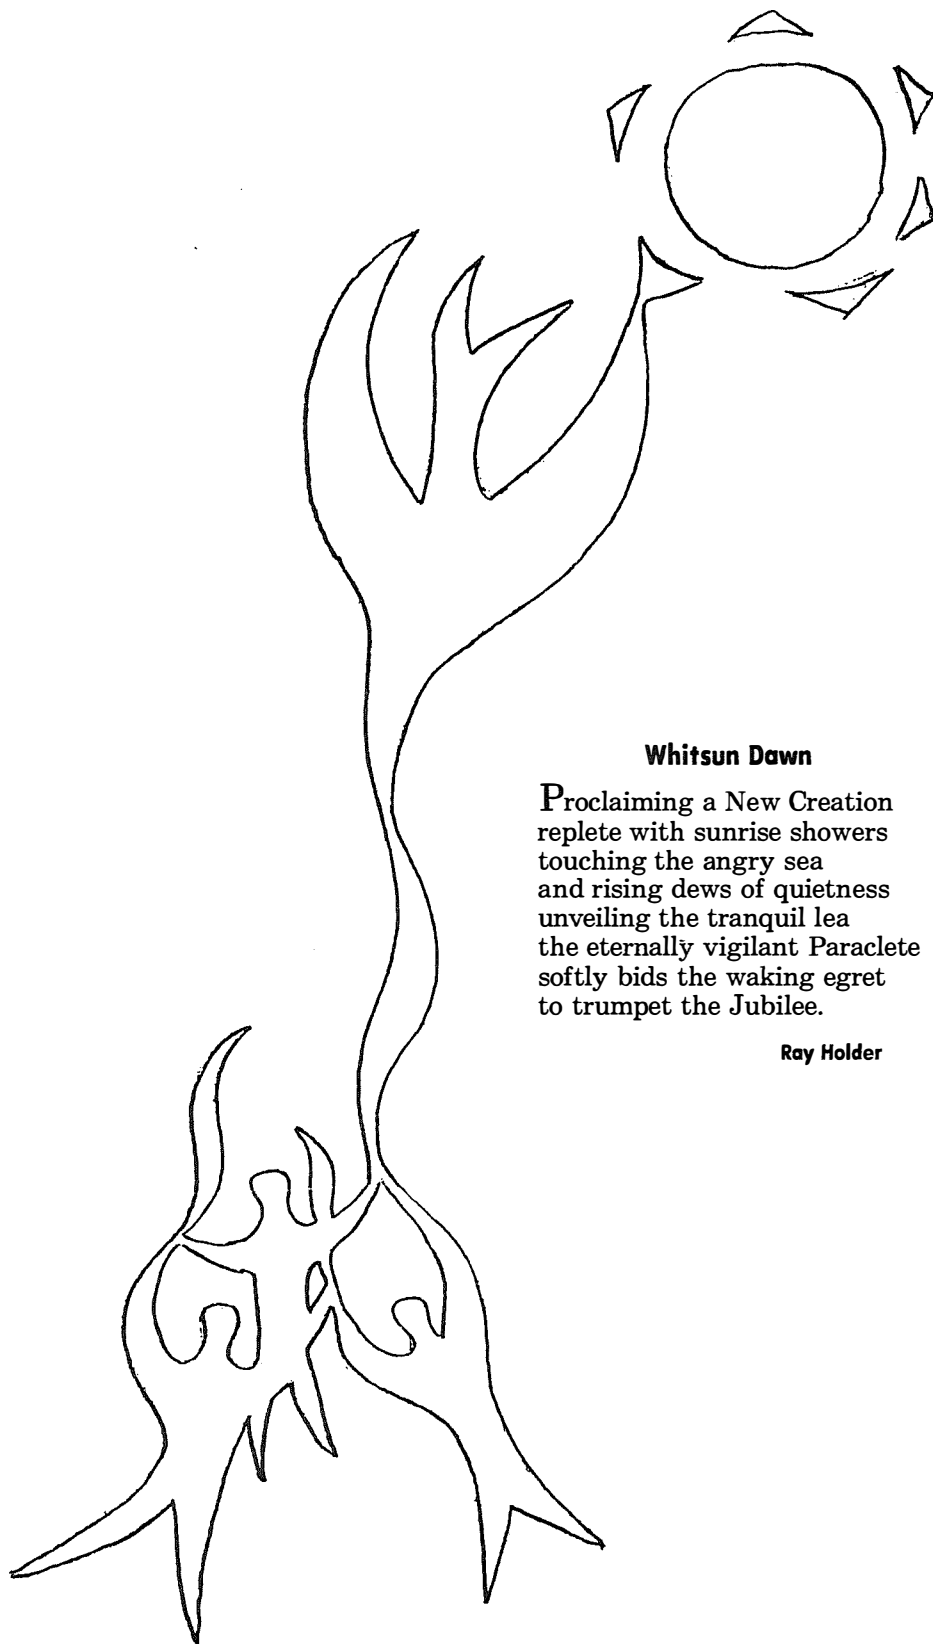 Whitsun Dawn
Proclaiming a New Creation
replete with sunrise showers
touching the angry sea
and rising dews of quietness
unveiling the tranquil lea
the eternally vigilant Paraclete
softly bids the waking egret
to trumpet the Jubilee.
Ray Holder